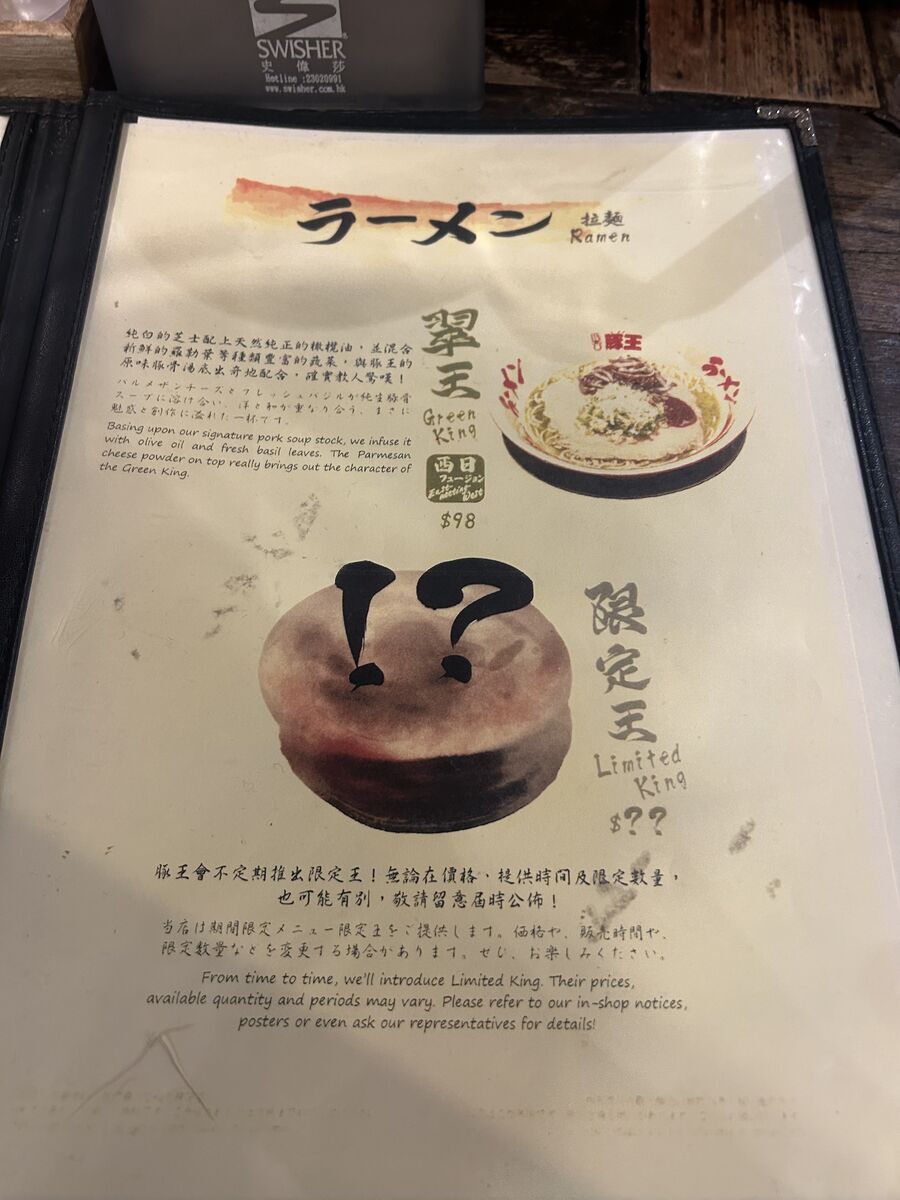 SWISHER
史偉莎
Hotline :23020991
www.swisher.com.hk
ラーメン
拉麵
Ramen
純白的芝士配上天然純正的橄欖油，並混合
新鮮的羅勒葉等種類豐富的蔬菜，與豚王的
原味豚骨湯底出奇地配合，確實教人驚嘆！
パルメザンチーズとフレッシュバジルが純生豚骨
スープに溶け合い、洋と和が重なり合う、まさに
魅惑と創作に溢れた一杯です。
Basing upon our signature pork soup stock, we infuse it
with olive oil and fresh basil leaves. The Parmesan
cheese powder on top really brings out the character of
the Green King.
翠王
Green
King
西日
フュージョン
East
meeting
West
$98
豚王
ラーメン
ラーメン
!?
限定王
Limited
King
$??
豚王會不定期推出限定王！無論在價格、提供時間及限定數量，
也可能有別，敬請留意屆時公佈！
当店は期間限定メニュー限定王をご提供します。価格や、販売時間や、
限定数量などを変更する場合があります。ぜひ、お楽しみください。
From time to time, we'll introduce Limited King. Their prices,
available quantity and periods may vary. Please refer to our in-shop notices,
posters or even ask our representatives for details!